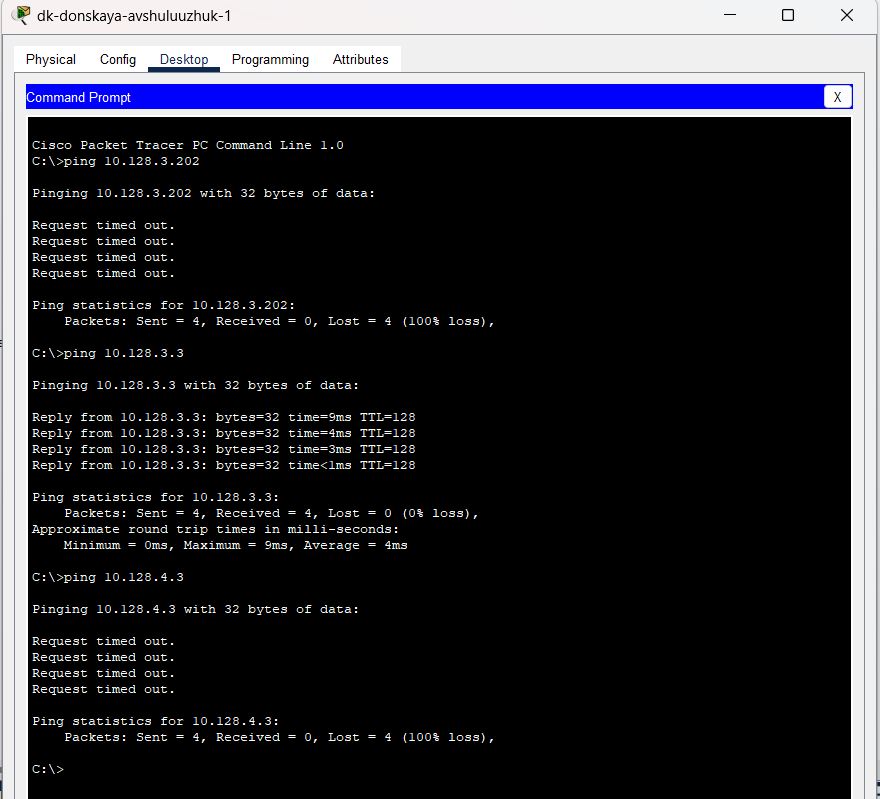 dk-donskaya-avshuluuzhuk-1
Physical Config Desktop Programming Attributes
Command Prompt X
Cisco Packet Tracer PC Command Line 1.0
C:\>ping 10.128.3.202
Pinging 10.128.3.202 with 32 bytes of data:
Request timed out.
Request timed out.
Request timed out.
Request timed out.
Ping statistics for 10.128.3.202:
Packets: Sent = 4, Received = 0, Lost = 4 (100% loss),
C:\>ping 10.128.3.3
Pinging 10.128.3.3 with 32 bytes of data:
Reply from 10.128.3.3: bytes=32 time=9ms TTL=128
Reply from 10.128.3.3: bytes=32 time=4ms TTL=128
Reply from 10.128.3.3: bytes=32 time=3ms TTL=128
Reply from 10.128.3.3: bytes=32 time<1ms TTL=128
Ping statistics for 10.128.3.3:
Packets: Sent = 4, Received = 4, Lost = 0 (0% loss),
Approximate round trip times in milli-seconds:
Minimum = 0ms, Maximum = 9ms, Average = 4ms
C:\>ping 10.128.4.3
Pinging 10.128.4.3 with 32 bytes of data:
Request timed out.
Request timed out.
Request timed out.
Request timed out.
Ping statistics for 10.128.4.3:
Packets: Sent = 4, Received = 0, Lost = 4 (100% loss),
C:\>